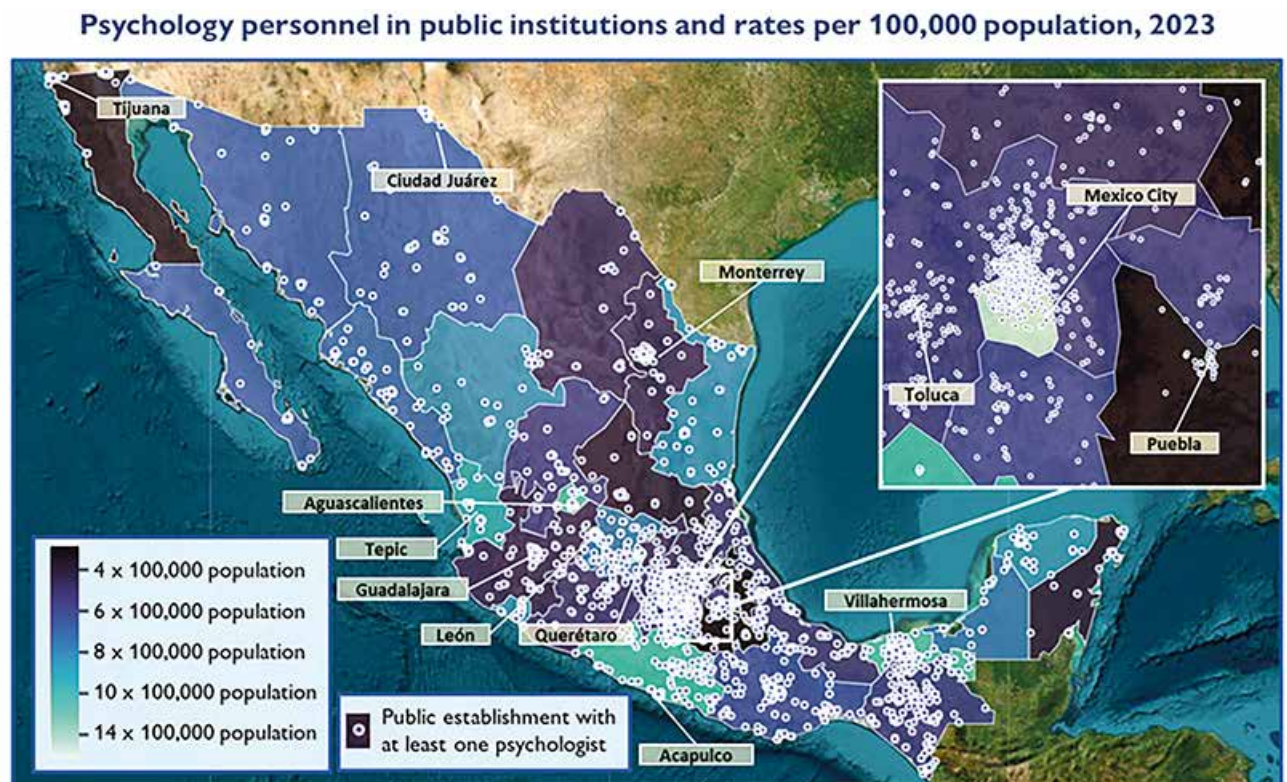 Psychology personnel in public institutions and rates per 100,000 population, 2023
Tijuana
Ciudad Juárez
Mexico City
Monterrey
Toluca
Puebla
Aguascalientes
Tepic
Guadalajara
León
Querétaro
Villahermosa
Acapulco
4 x 100,000 population
6 x 100,000 population
8 x 100,000 population
10 x 100,000 population
14 x 100,000 population
Public establishment with
at least one psychologist